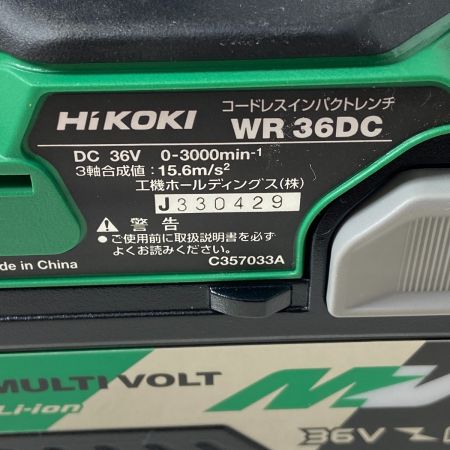 コードレスインパクトレンチ
HiKOKI WR 36DC
DC 36V 0-3000min-1
3軸合成値：15.6m/s2
工機ホールディングス(株)
J330429
警告
●ご使用前に取扱説明書を必ず
よくお読みください。
ade in China C357033A
MULTI VOLT
Li-ion
36V